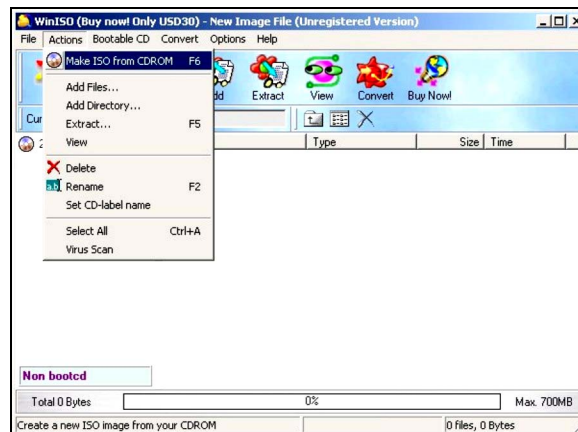 WinISO (Buy now! Only USD30) - New Image File (Unregistered Version)
File Actions Bootable CD Convert Options Help
Make ISO from CDROM F6
Add Files...
Add Directory...
Extract... F5
View
Delete
Rename F2
Set CD-label name
Select All Ctrl+A
Virus Scan
dd Extract View Convert Buy Now!
Cur
Type Size Time
Non bootcd
Total 0 Bytes 0% Max. 700MB
Create a new ISO image from your CDROM 0 files, 0 Bytes